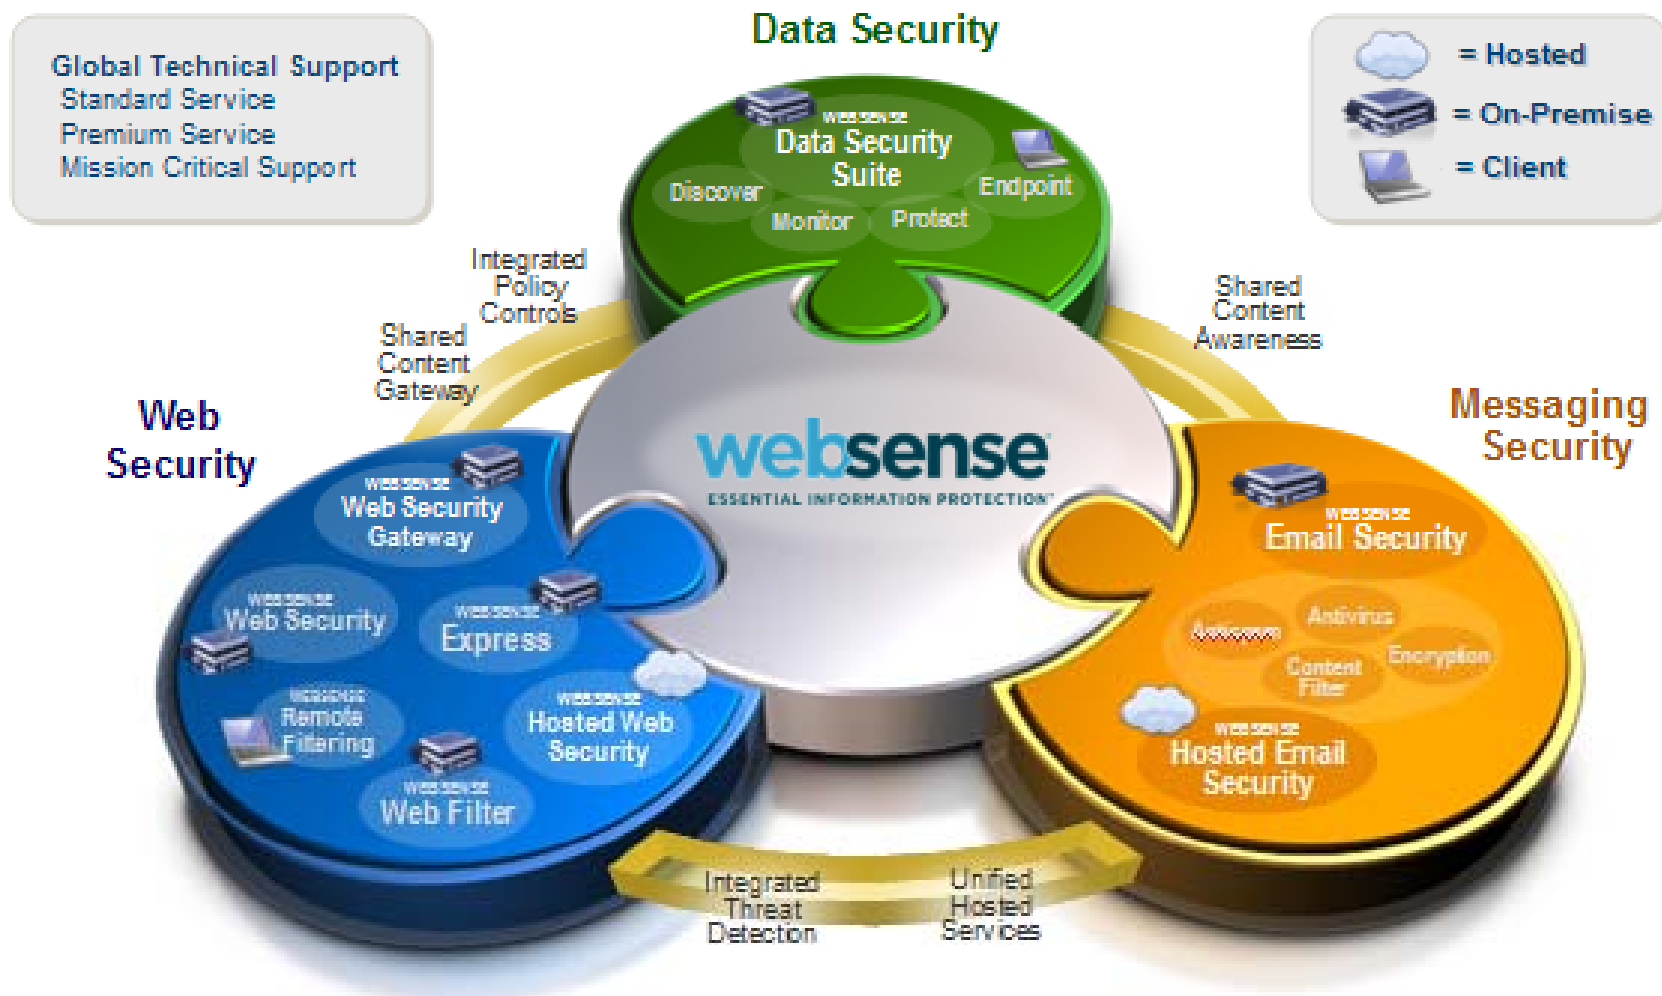 Data Security
Global Technical Support
Standard Service
Premium Service
Mission Critical Support
= Hosted
= On-Premise
= Client
WEBSENSE
Data Security
Suite
Discover
Monitor
Protect
Endpoint
Integrated
Policy
Controls
Shared
Content
Gateway
Shared
Content
Awareness
Web
Security
Messaging
Security
websense
ESSENTIAL INFORMATION PROTECTION
WEBSENSE
Web Security
Gateway
WEBSENSE
Web Security
WEBSENSE
Express
WEBSENSE
Remote
Filtering
WEBSENSE
Hosted Web
Security
WEBSENSE
Web Filter
WEBSENSE
Email Security
Antivirus
Encryption
Content
Filter
WEBSENSE
Hosted Email
Security
Integrated
Threat
Detection
Unified
Hosted
Services